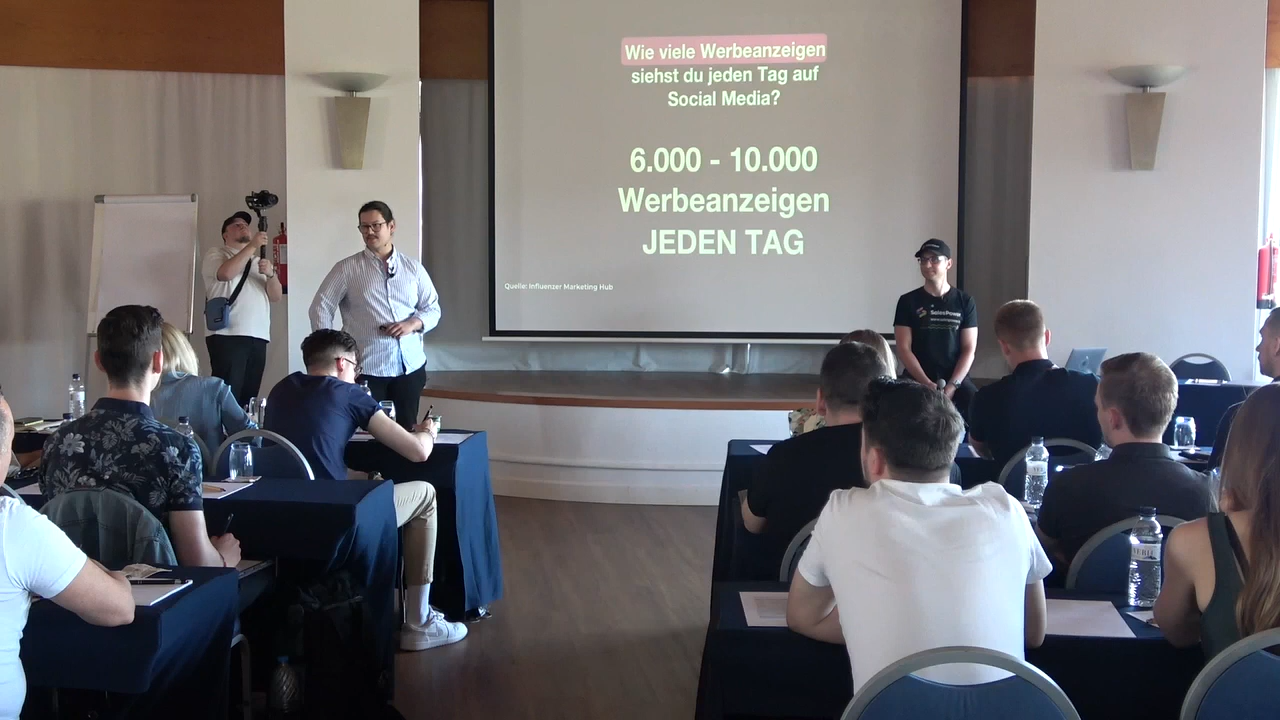 Wie viele Werbeanzeigen
siehst du jeden Tag auf
Social Media?
6.000 - 10.000
Werbeanzeigen
JEDEN TAG
Quelle: Influenzer Marketing Hub
SalesPower